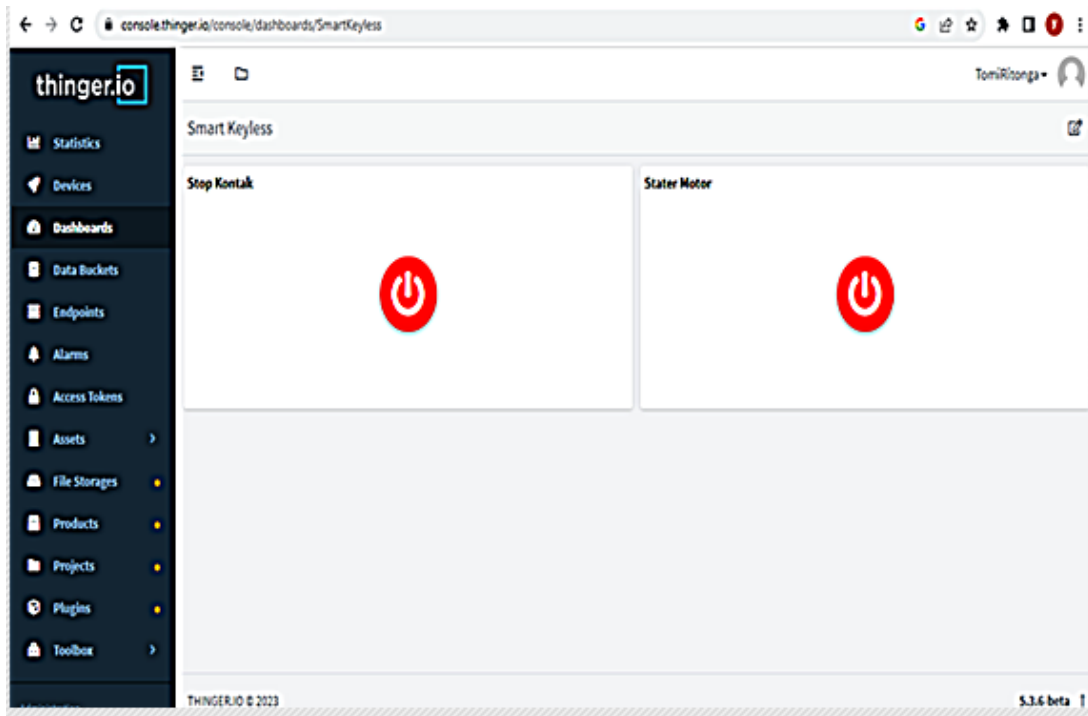 console.thinger.io/console/dashboards/SmartKeyless
thinger.io
TomiRitonga
Smart Keyless
Statistics
Devices
Dashboards
Data Buckets
Endpoints
Alarms
Access Tokens
Assets
File Storages
Products
Projects
Plugins
Toolbox
Stop Kontak
Stater Motor
THINGER.IO © 2023
5.3.6-beta